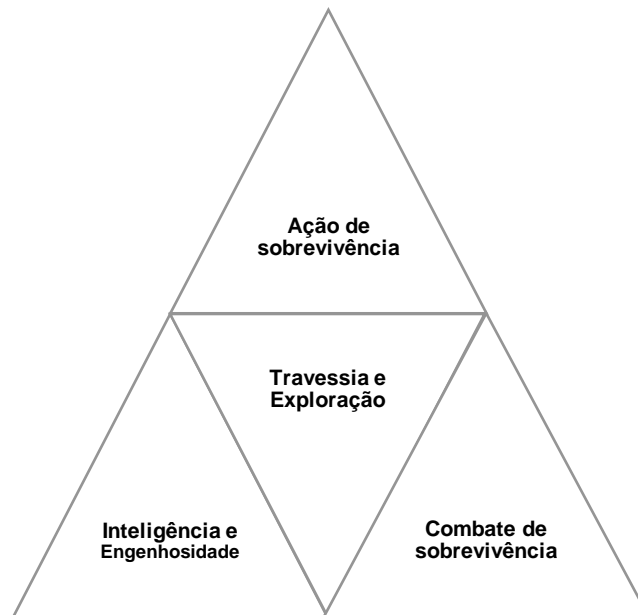 Ação de
sobrevivência
Travessia e
Exploração
Inteligência e
Engenhosidade
Combate de
sobrevivência